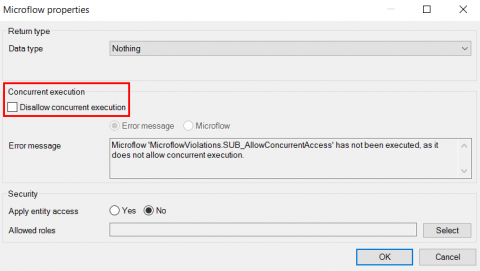 Microflow properties
Return type
Data type
Nothing
Concurrent execution
Disallow concurrent execution
Error message
Microflow
Error message
Microflow 'MicroflowViolations.SUB_AllowConcurrentAccess' has not been executed, as it
does not allow concurrent execution.
Security
Apply entity access
Yes
No
Allowed roles
Select
OK
Cancel